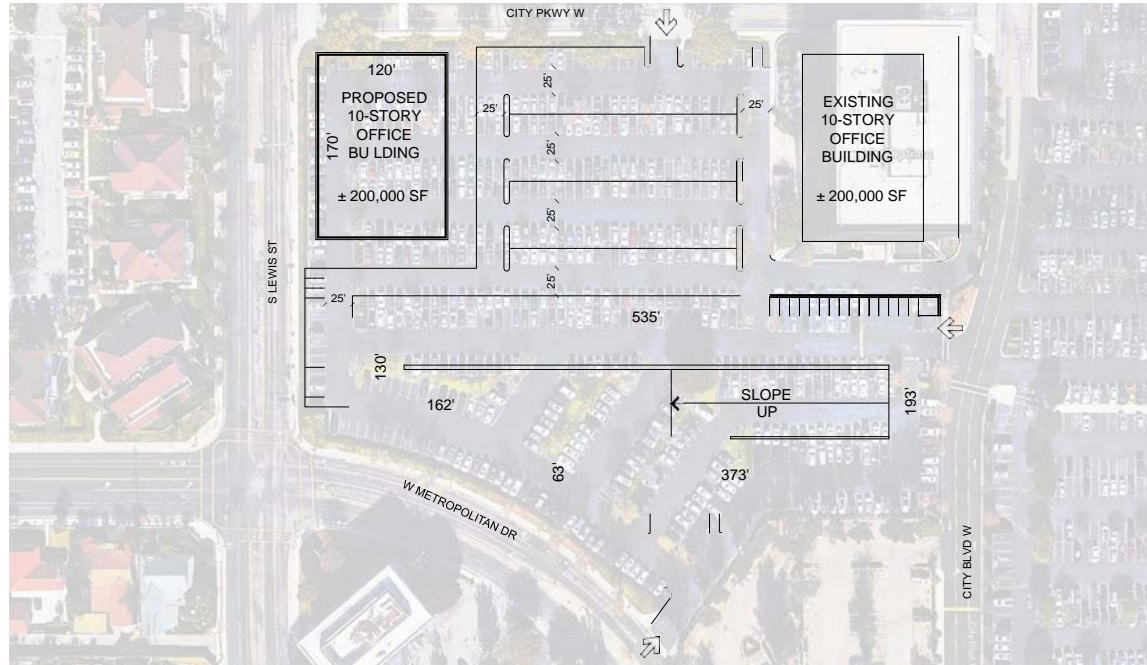 CITY PKWY W
120'
PROPOSED
10-STORY
OFFICE
BU LDING
170'
± 200,000 SF
25'
25'
25'
25'
25'
25'
25'
EXISTING
10-STORY
OFFICE
BUILDING
± 200,000 SF
S LEWIS ST
535'
130'
162'
SLOPE
UP
193'
63'
373'
W METROPOLITAN DR
CITY BLVD W